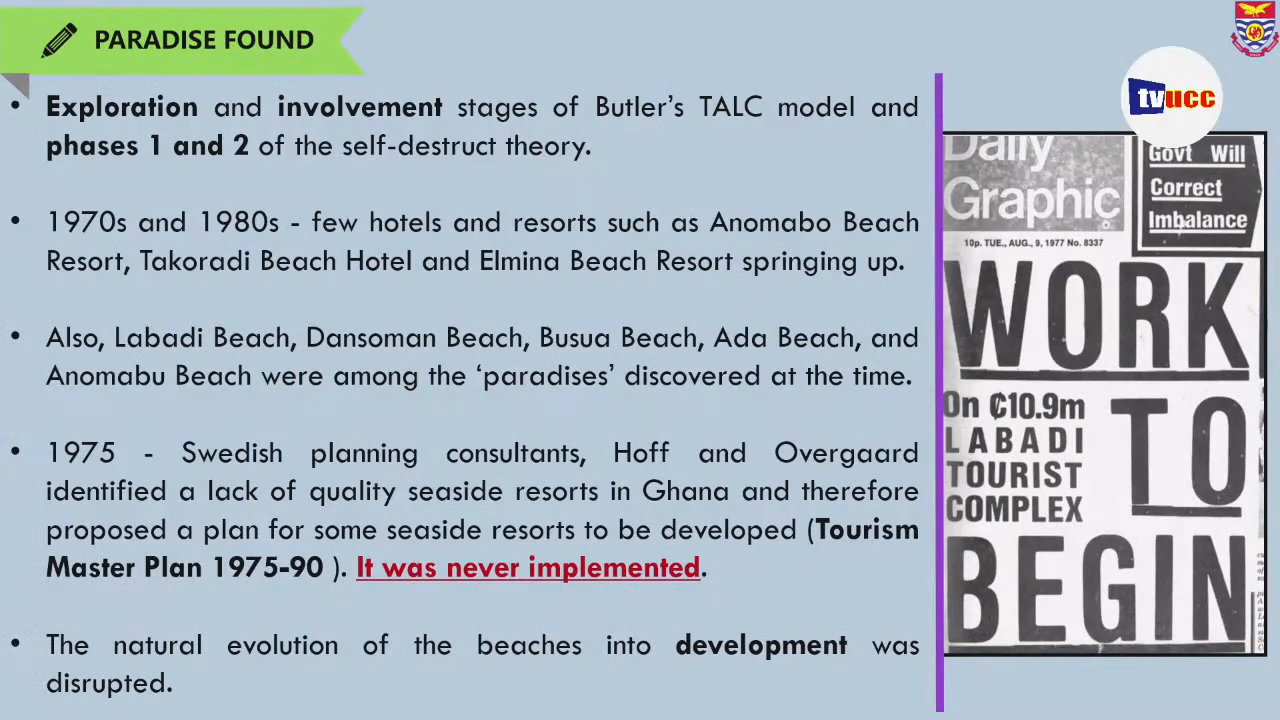 PARADISE FOUND
• Exploration and involvement stages of Butler's TALC model and
phases 1 and 2 of the self-destruct theory.
• 1970s and 1980s - few hotels and resorts such as Anomabo Beach
Resort, Takoradi Beach Hotel and Elmina Beach Resort springing up.
• Also, Labadi Beach, Dansoman Beach, Busua Beach, Ada Beach, and
Anomabu Beach were among the 'paradises' discovered at the time.
• 1975 - Swedish planning consultants, Hoff and Overgaard
identified a lack of quality seaside resorts in Ghana and therefore
proposed a plan for some seaside resorts to be developed (Tourism
Master Plan 1975-90 ). It was never implemented.
• The natural evolution of the beaches into development was
disrupted.
tvucc
Daily
Graphic
10p. TUE., AUG., 9, 1977 No. 8337
Govt Will
Correct
Imbalance
WORK
On ₵10.9m
LABADI
TOURIST
COMPLEX
TO
BEGIN